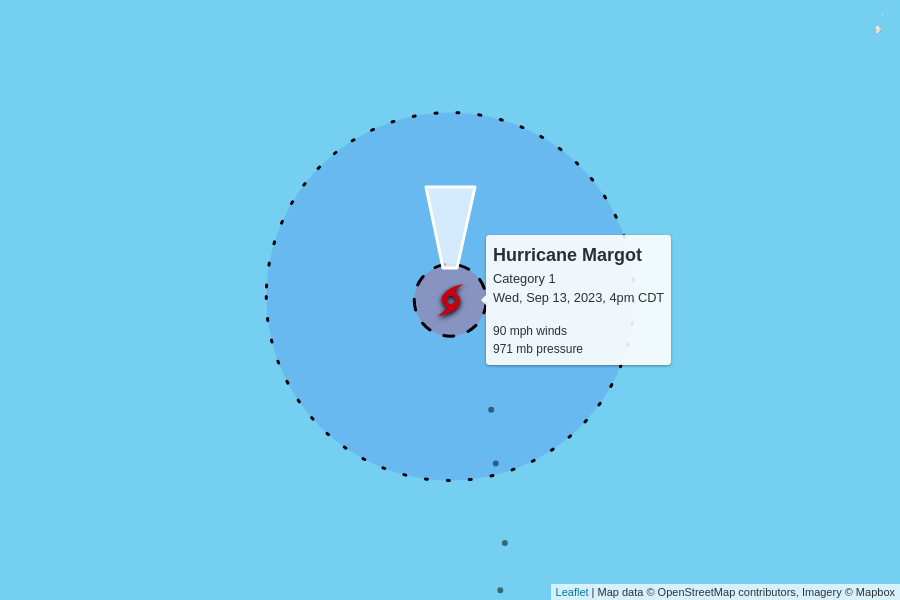 Hurricane Margot
Category 1
Wed, Sep 13, 2023, 4pm CDT
90 mph winds
971 mb pressure
Leaflet | Map data © OpenStreetMap contributors, Imagery © Mapbox